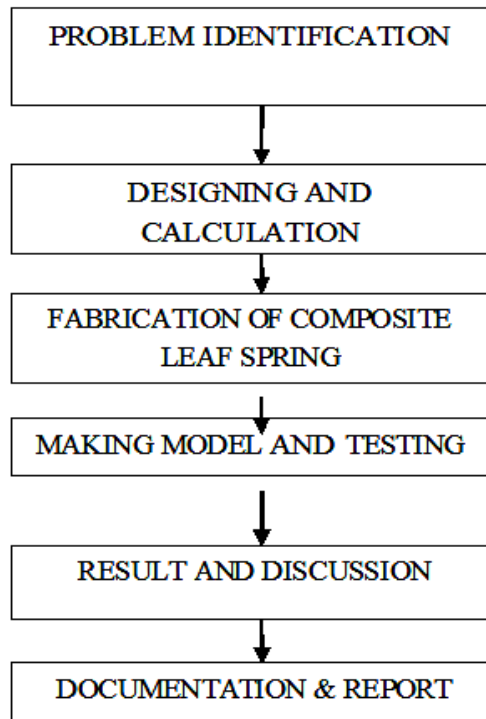 PROBLEM IDENTIFICATION
DESIGNING AND
CALCULATION
FABRICATION OF COMPOSITE
LEAF SPRING
MAKING MODEL AND TESTING
RESULT AND DISCUSSION
DOCUMENTATION & REPORT